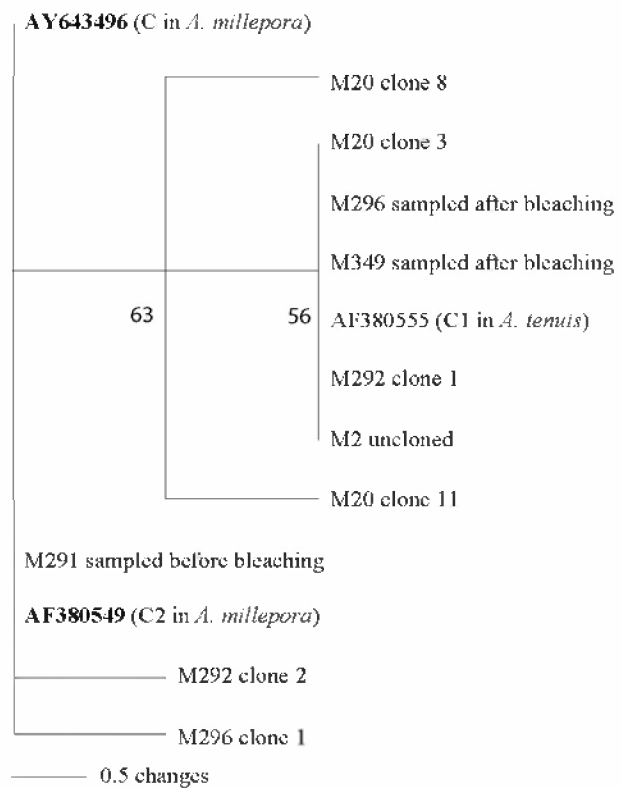 AY643496 (C in A. millepora)
M20 clone 8
M20 clone 3
M296 sampled after bleaching
M349 sampled after bleaching
63
56
AF380555 (C1 in A. tenuis)
M292 clone 1
M2 uncloned
M20 clone 11
M291 sampled before bleaching
AF380549 (C2 in A. millepora)
M292 clone 2
M296 clone 1
0.5 changes